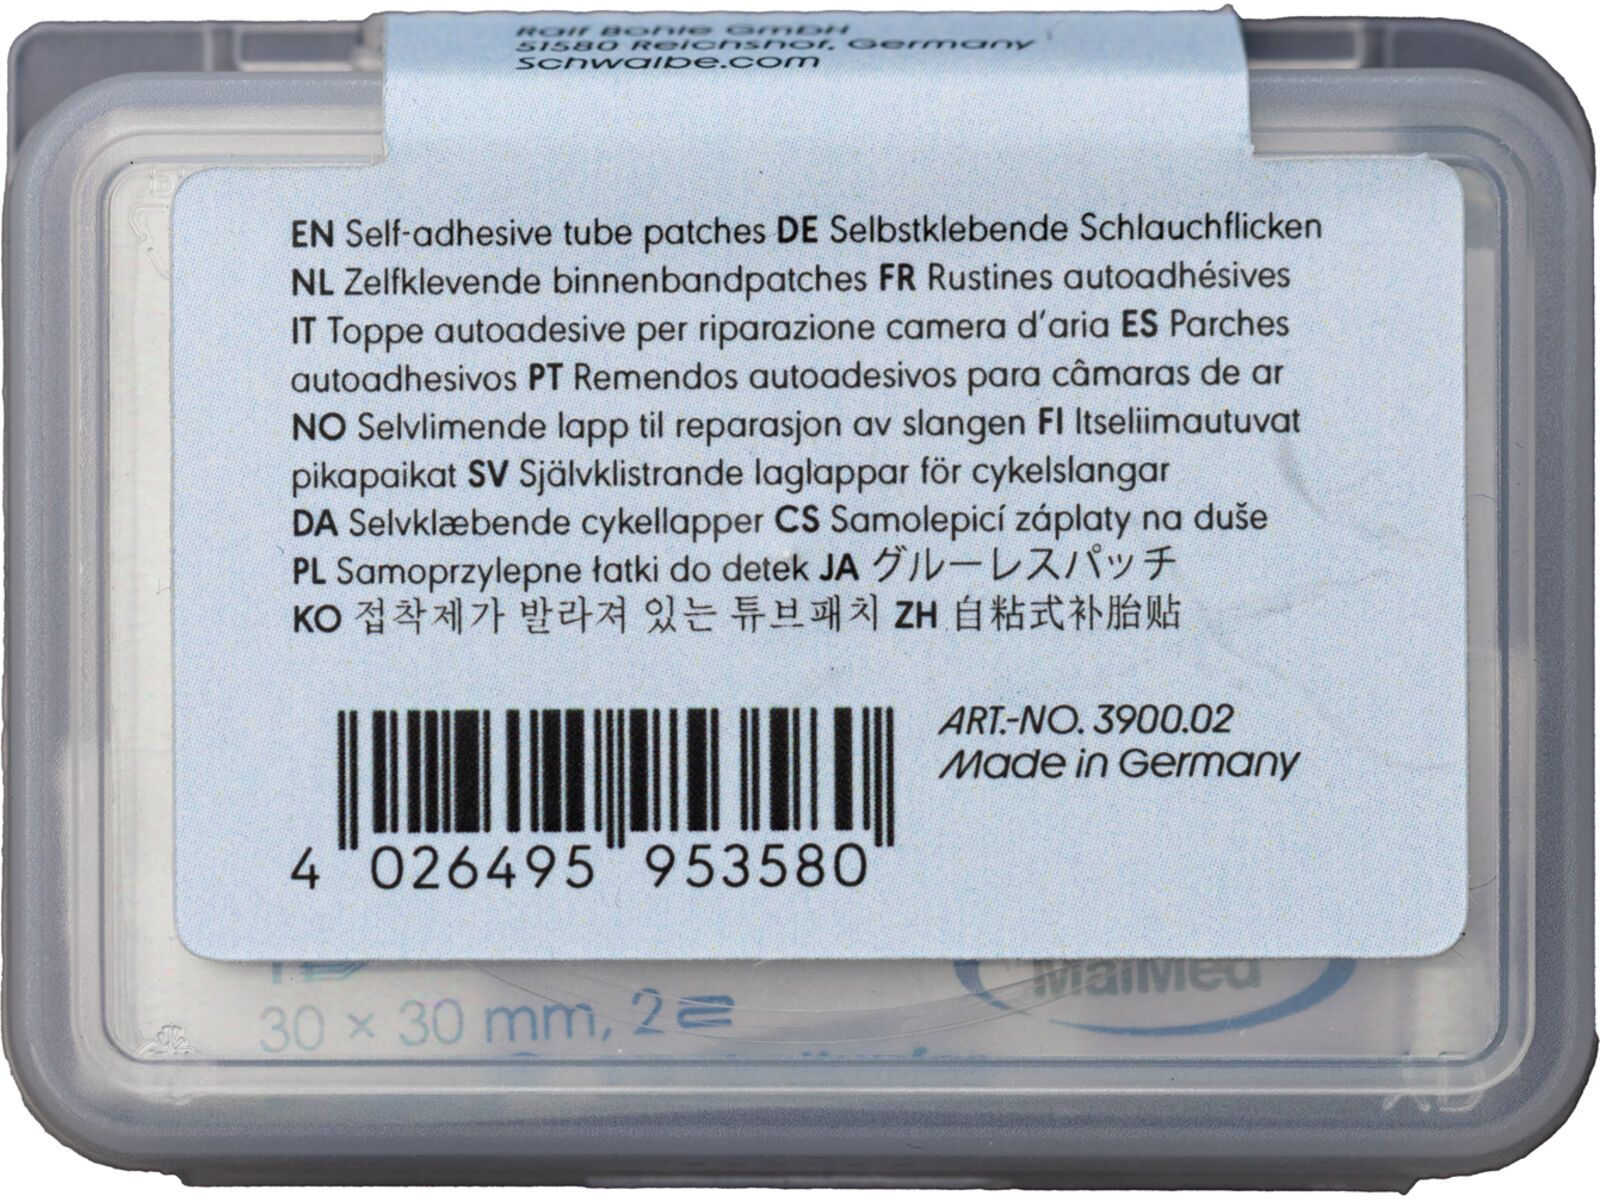 Ralf Bohle GmbH
51580 Reichshof, Germany
schwalbe.com
EN Self-adhesive tube patches DE Selbstklebende Schlauchflicken
NL Zelfklevende binnenbandpatches FR Rustines autoadhésives
IT Toppe autoadesive per riparazione camera d'aria ES Parches
autoadhesivos PT Remendos autoadesivos para câmaras de ar
NO Selvlimende lapp til reparasjon av slangen FI Itseliimautuvat
pikapaikat SV Självklistrande laglappar för cykelslangar
DA Selvklæbende cykellapper CS Samolepicí záplaty na duše
PL Samoprzylepne łatki do detek JA グルーレスパッチ
KO 접착제가 발라져 있는 튜브패치 ZH 自粘式补胎贴
ART.-NO. 3900.02
Made in Germany
4 026495 953580
MaiMed
30 × 30 mm, 2